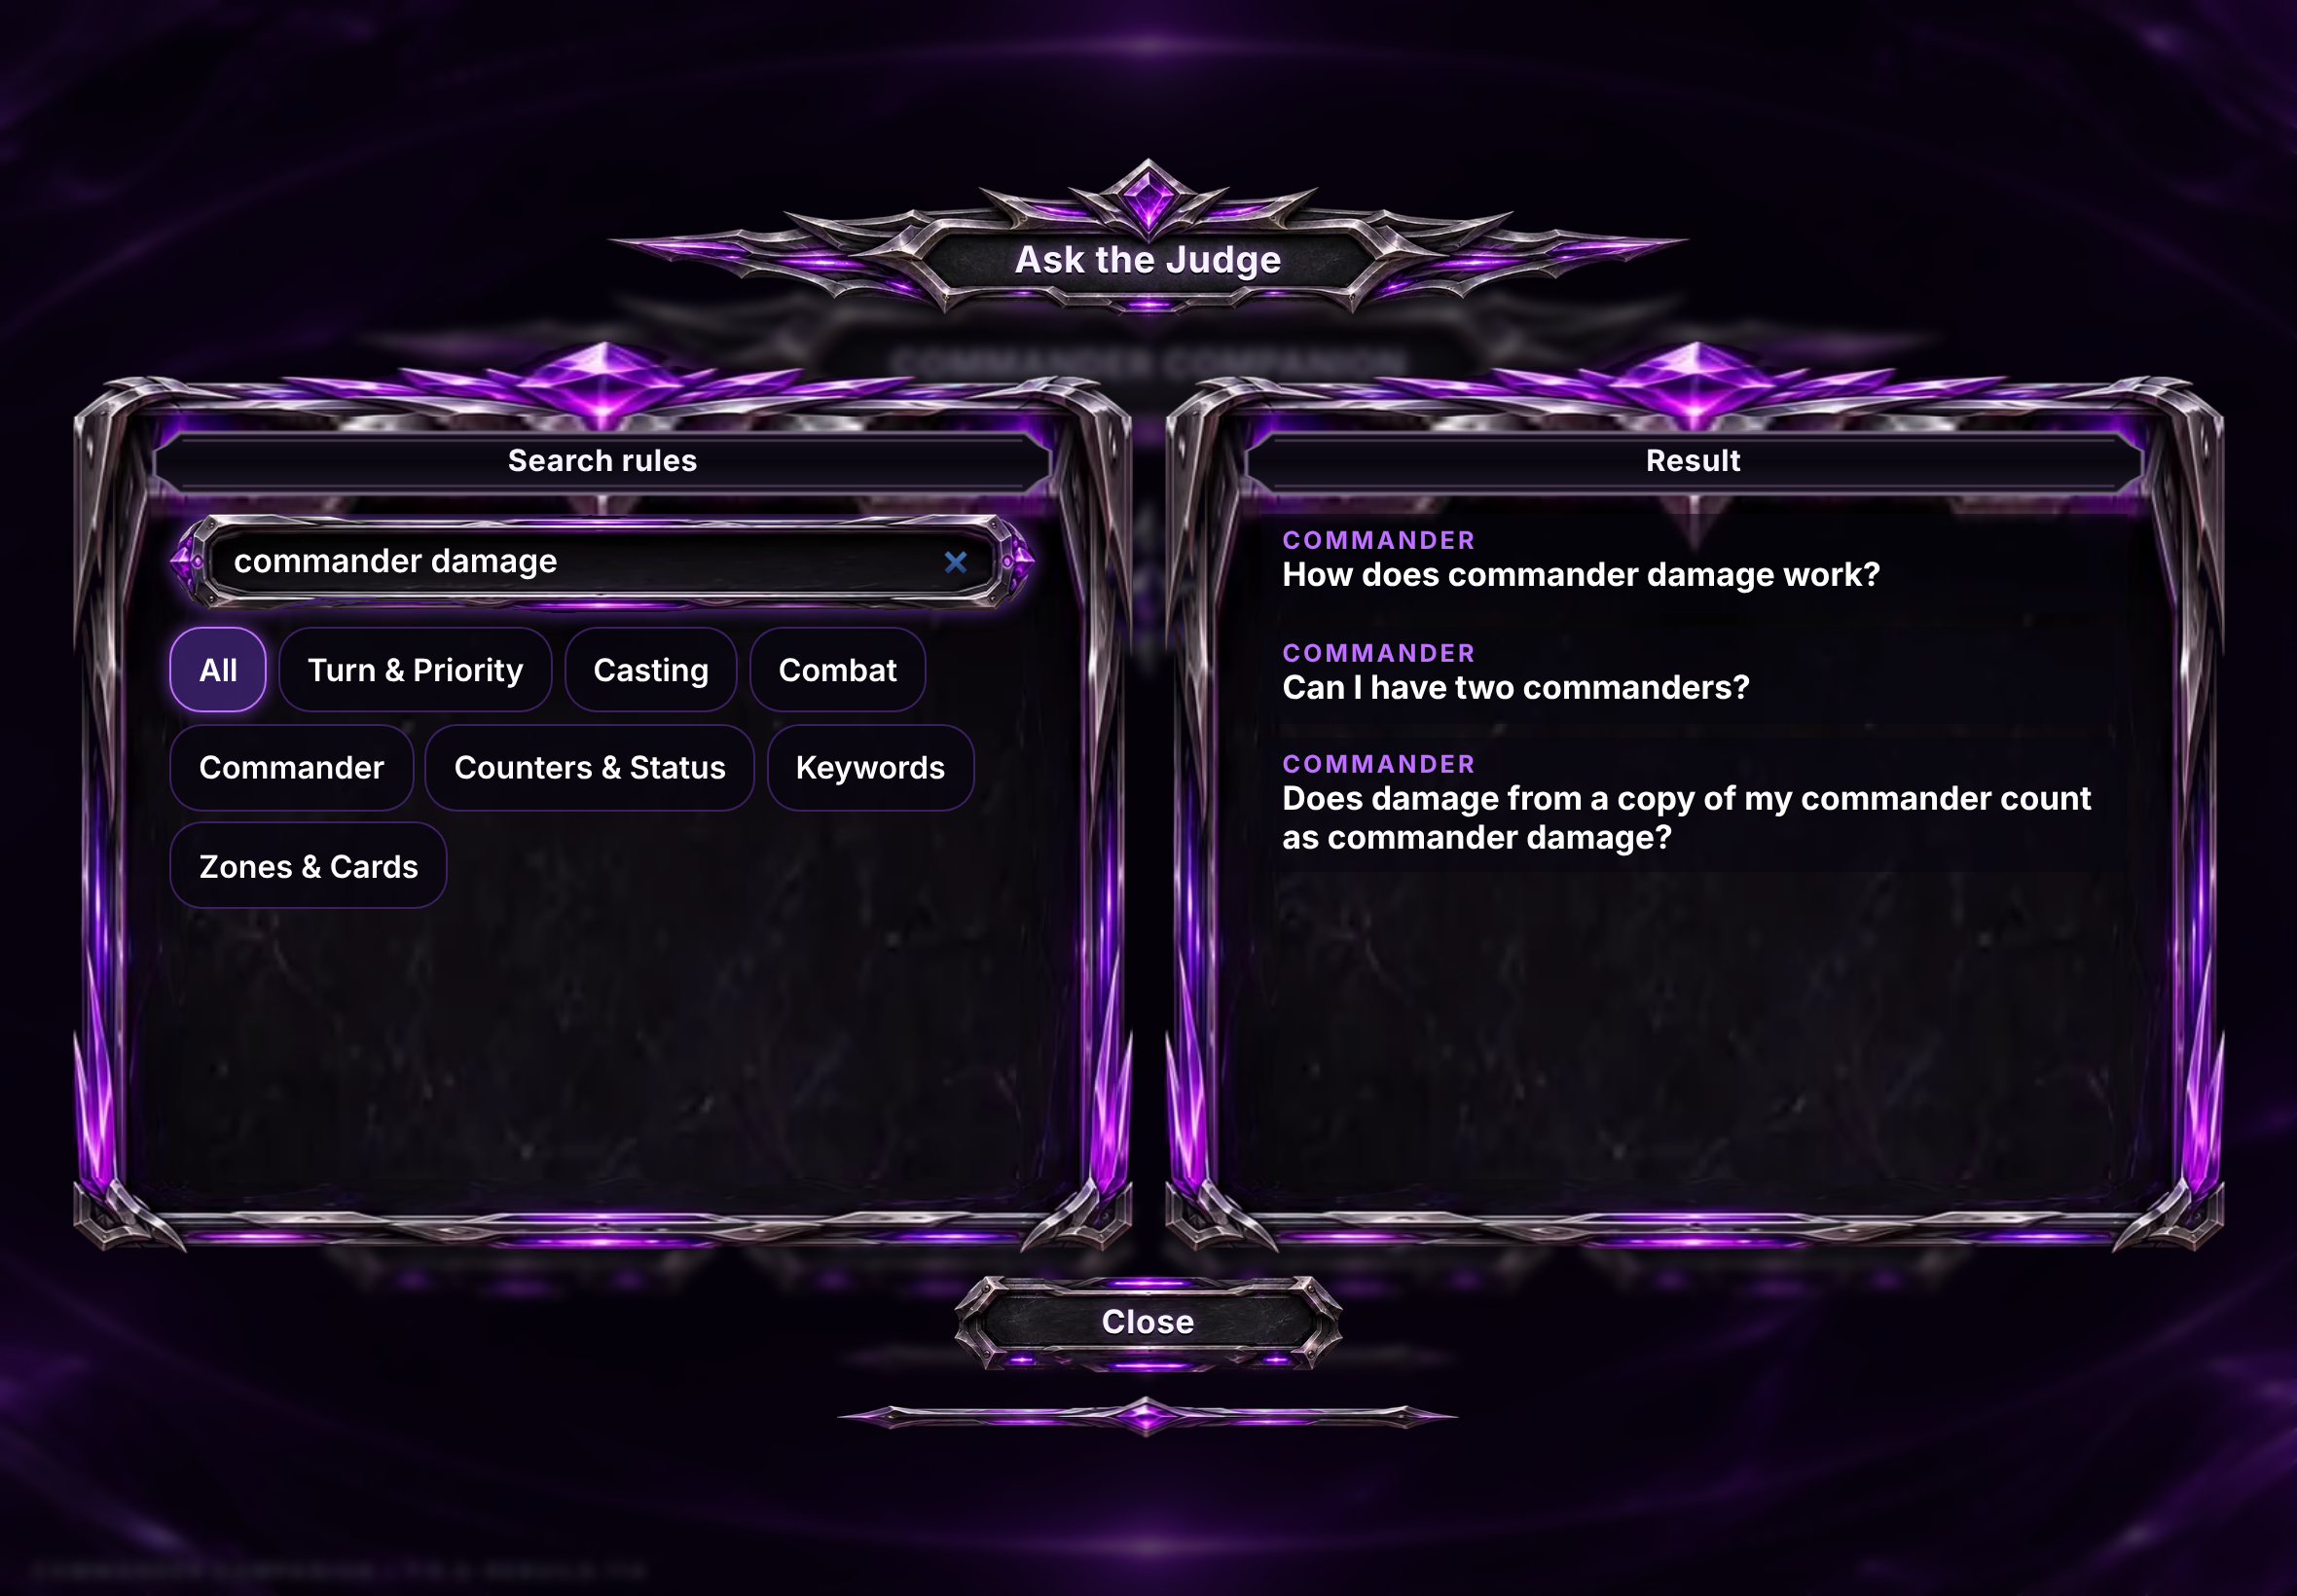 Ask the Judge
COMMANDER COMPANION
Search rules
commander damage
All
Turn & Priority
Casting
Combat
Commander
Counters & Status
Keywords
Zones & Cards
Result
COMMANDER
How does commander damage work?
COMMANDER
Can I have two commanders?
COMMANDER
Does damage from a copy of my commander count
as commander damage?
Close